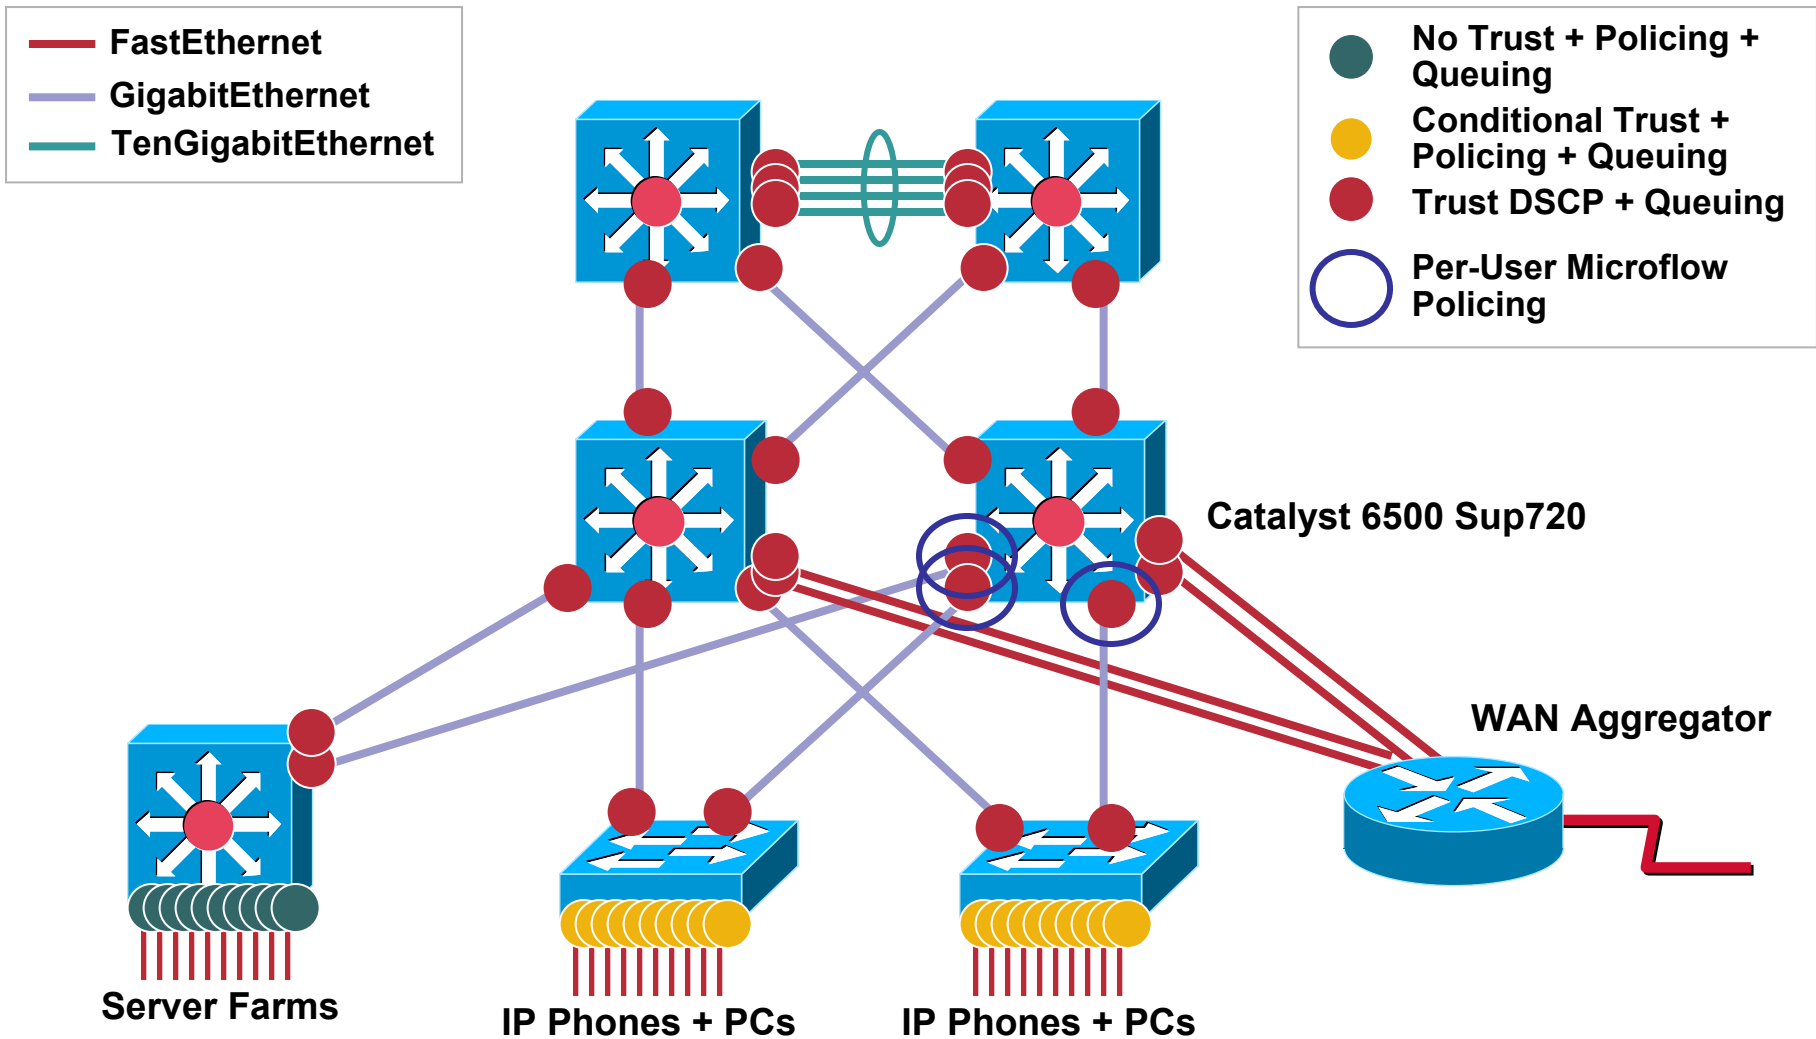 FastEthernet
GigabitEthernet
TenGigabitEthernet
No Trust + Policing +
Queuing
Conditional Trust +
Policing + Queuing
Trust DSCP + Queuing
Per-User Microflow
Policing
Catalyst 6500 Sup720
WAN Aggregator
Server Farms
IP Phones + PCs
IP Phones + PCs